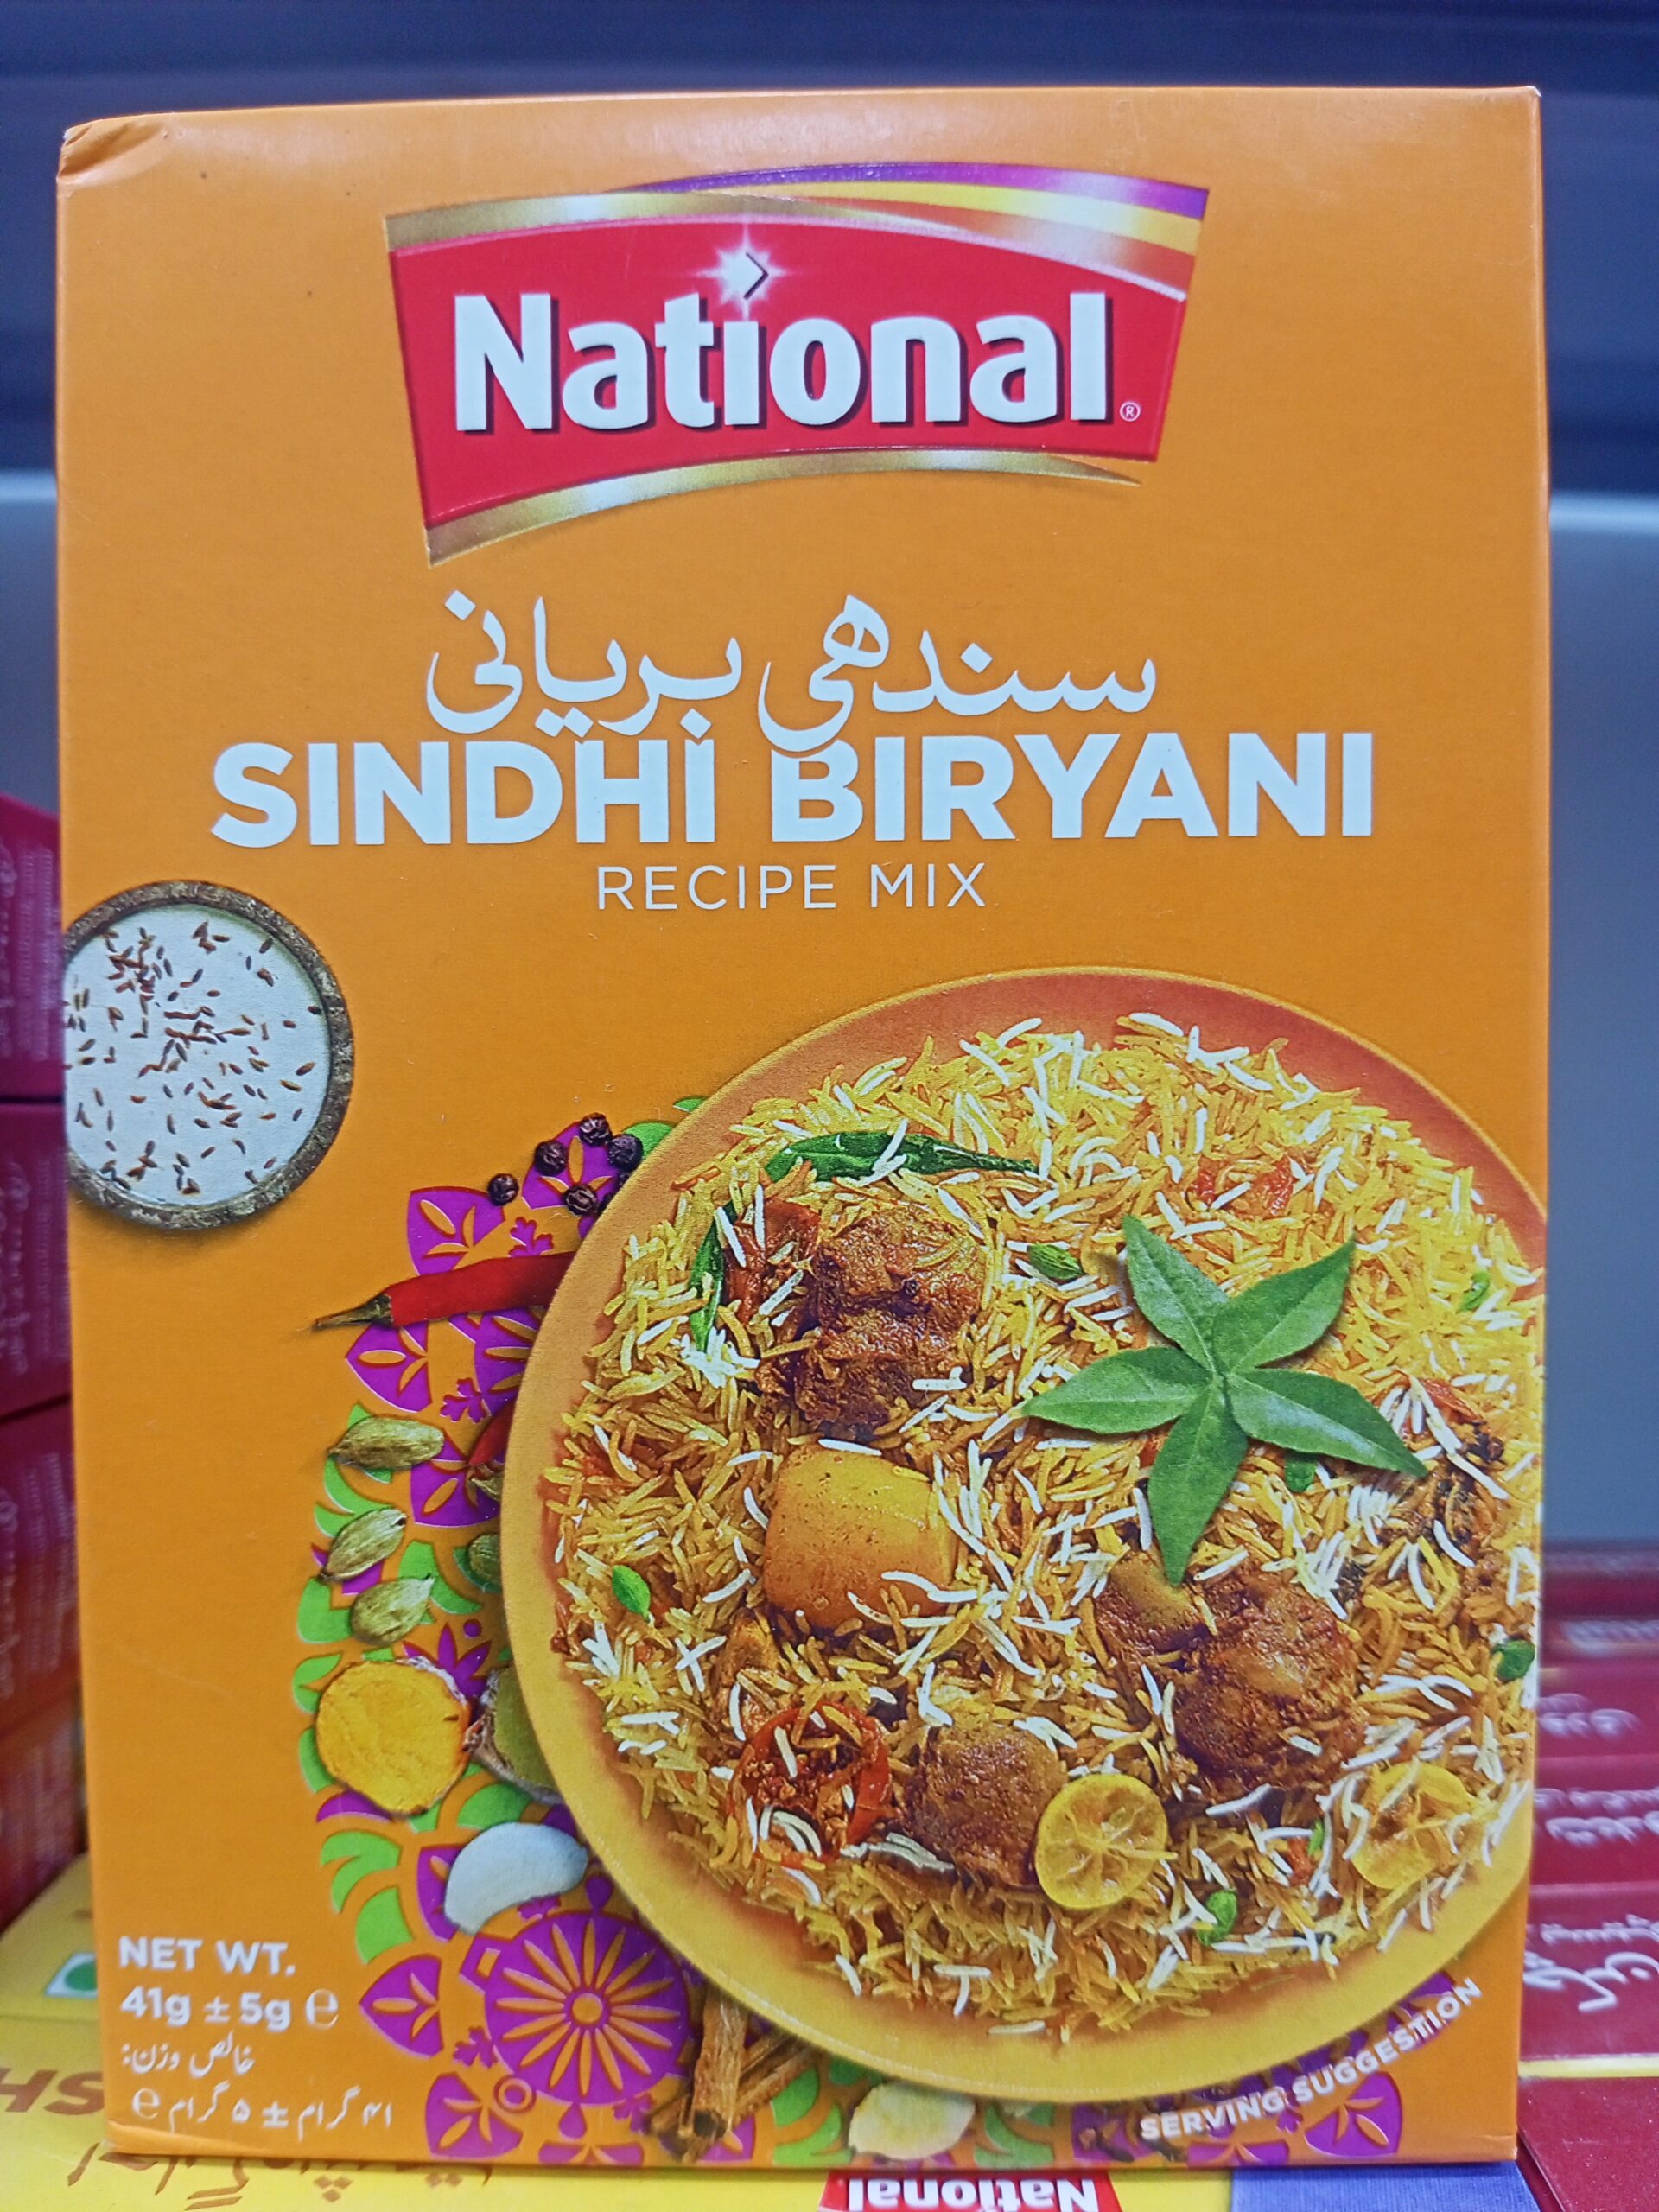 National®
سندھی بریانی
SINDHI BIRYANI
RECIPE MIX
NET WT.
41g ± 5g ℮
خالص وزن:
۴۱ گرام ± ۵ گرام ℮
SERVING SUGGESTION
National